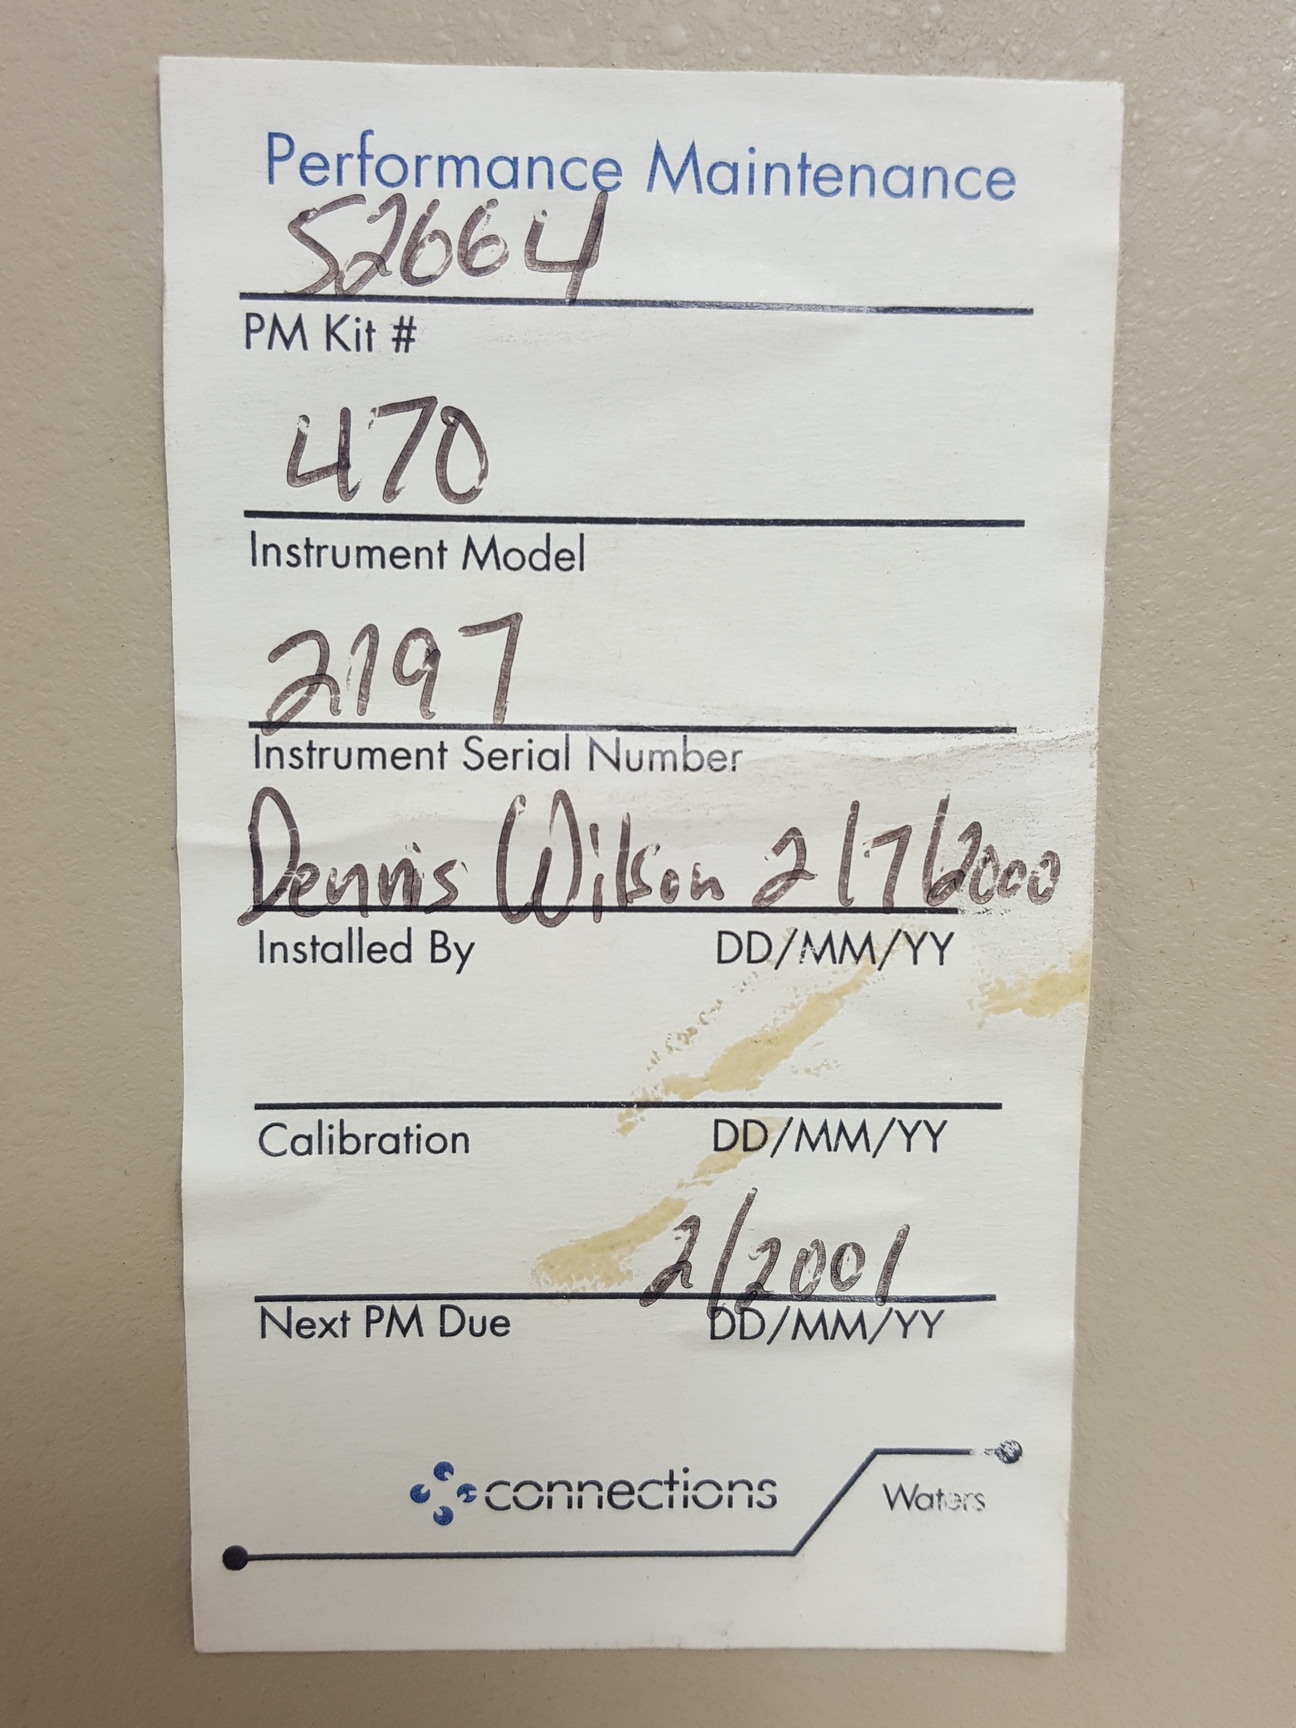 Performance Maintenance
S2664
PM Kit #
470
Instrument Model
2197
Instrument Serial Number
Dennis Wilson 2/7/2000
Installed By DD/MM/YY
Calibration DD/MM/YY
2/2001
Next PM Due DD/MM/YY
connections Waters